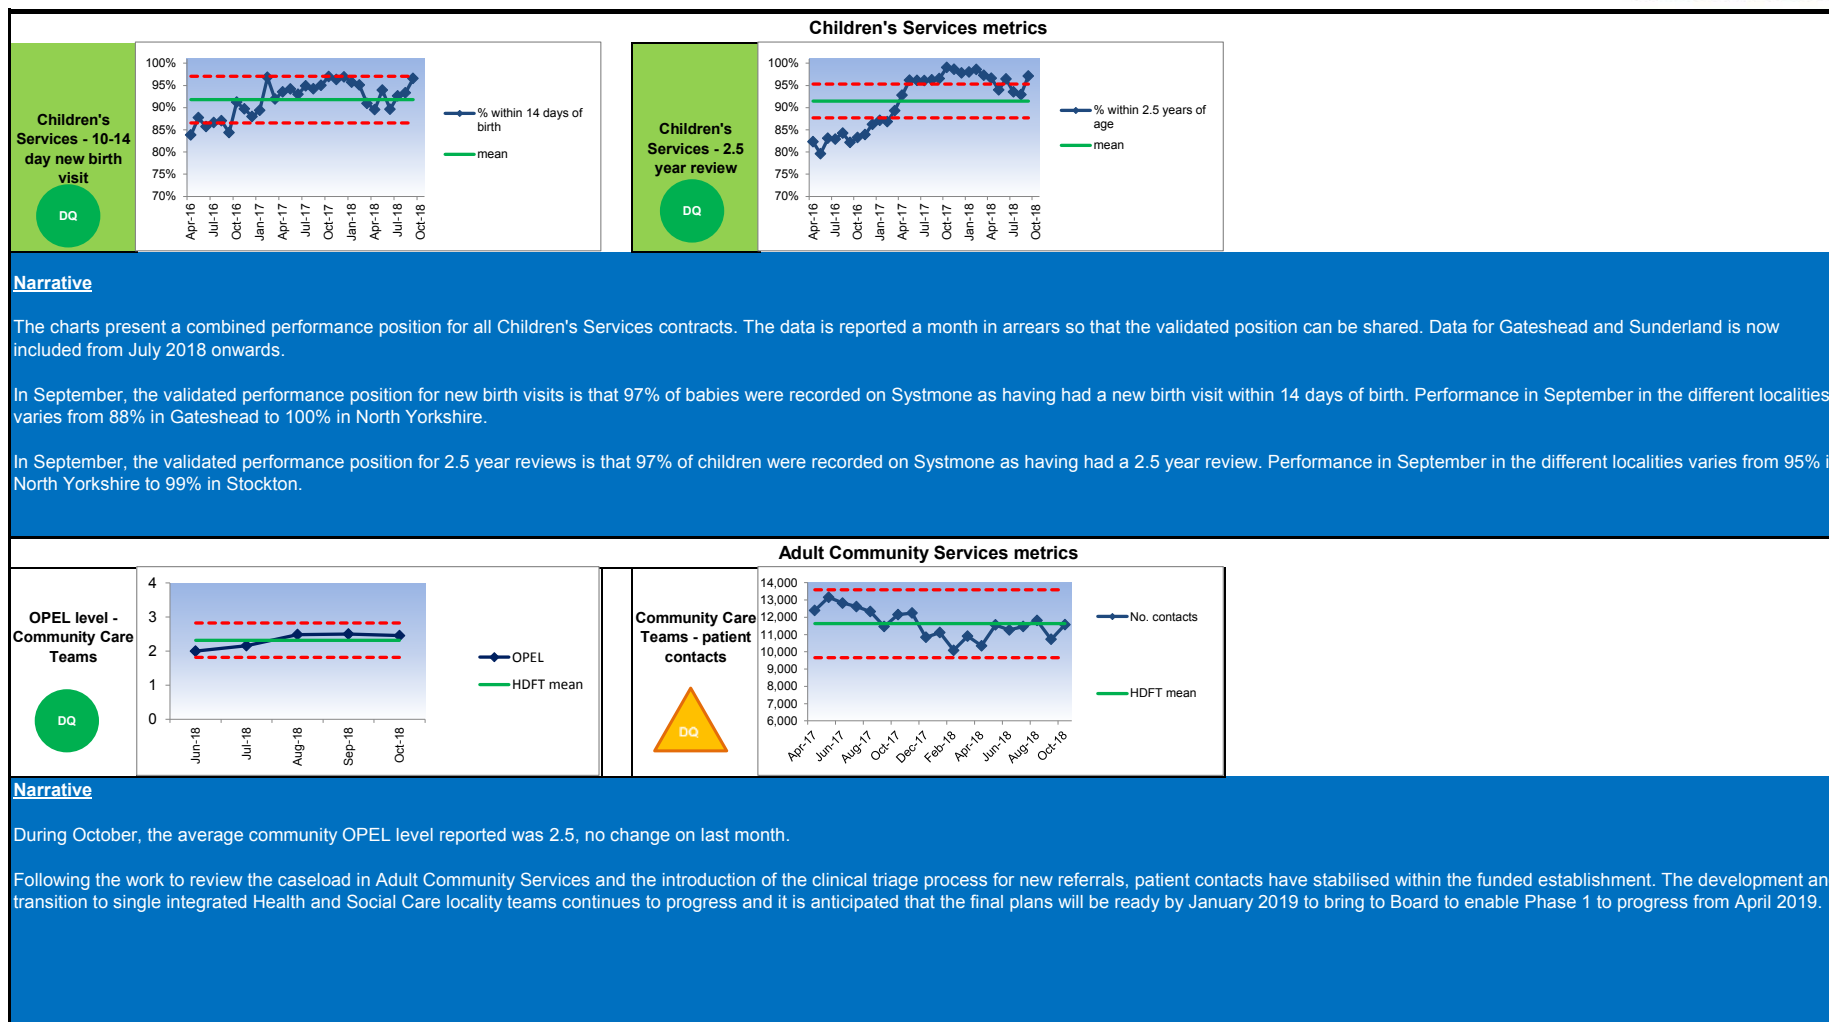 Children's Services metrics
Children's
Services - 10-14
day new birth
visit
DQ
100%
95%
90%
85%
80%
75%
70%
Apr-16
Jul-16
Oct-16
Jan-17
Apr-17
Jul-17
Oct-17
Jan-18
Apr-18
Jul-18
Oct-18
% within 14 days of
birth
mean
Children's
Services - 2.5
year review
DQ
100%
95%
90%
85%
80%
75%
70%
Apr-16
Jul-16
Oct-16
Jan-17
Apr-17
Jul-17
Oct-17
Jan-18
Apr-18
Jul-18
Oct-18
% within 2.5 years of
age
mean
Narrative
The charts present a combined performance position for all Children's Services contracts. The data is reported a month in arrears so that the validated position can be shared. Data for Gateshead and Sunderland is now
included from July 2018 onwards.
In September, the validated performance position for new birth visits is that 97% of babies were recorded on Systmone as having had a new birth visit within 14 days of birth. Performance in September in the different localities
varies from 88% in Gateshead to 100% in North Yorkshire.
In September, the validated performance position for 2.5 year reviews is that 97% of children were recorded on Systmone as having had a 2.5 year review. Performance in September in the different localities varies from 95% i
North Yorkshire to 99% in Stockton.
Adult Community Services metrics
OPEL level -
Community Care
Teams
DQ
4
3
2
1
0
Jun-18
Jul-18
Aug-18
Sep-18
Oct-18
OPEL
HDFT mean
Community Care
Teams - patient
contacts
DQ
14,000
13,000
12,000
11,000
10,000
9,000
8,000
7,000
6,000
Apr-17
Jun-17
Aug-17
Oct-17
Dec-17
Feb-18
Apr-18
Jun-18
Aug-18
Oct-18
No. contacts
HDFT mean
Narrative
During October, the average community OPEL level reported was 2.5, no change on last month.
Following the work to review the caseload in Adult Community Services and the introduction of the clinical triage process for new referrals, patient contacts have stabilised within the funded establishment. The development an
transition to single integrated Health and Social Care locality teams continues to progress and it is anticipated that the final plans will be ready by January 2019 to bring to Board to enable Phase 1 to progress from April 2019.